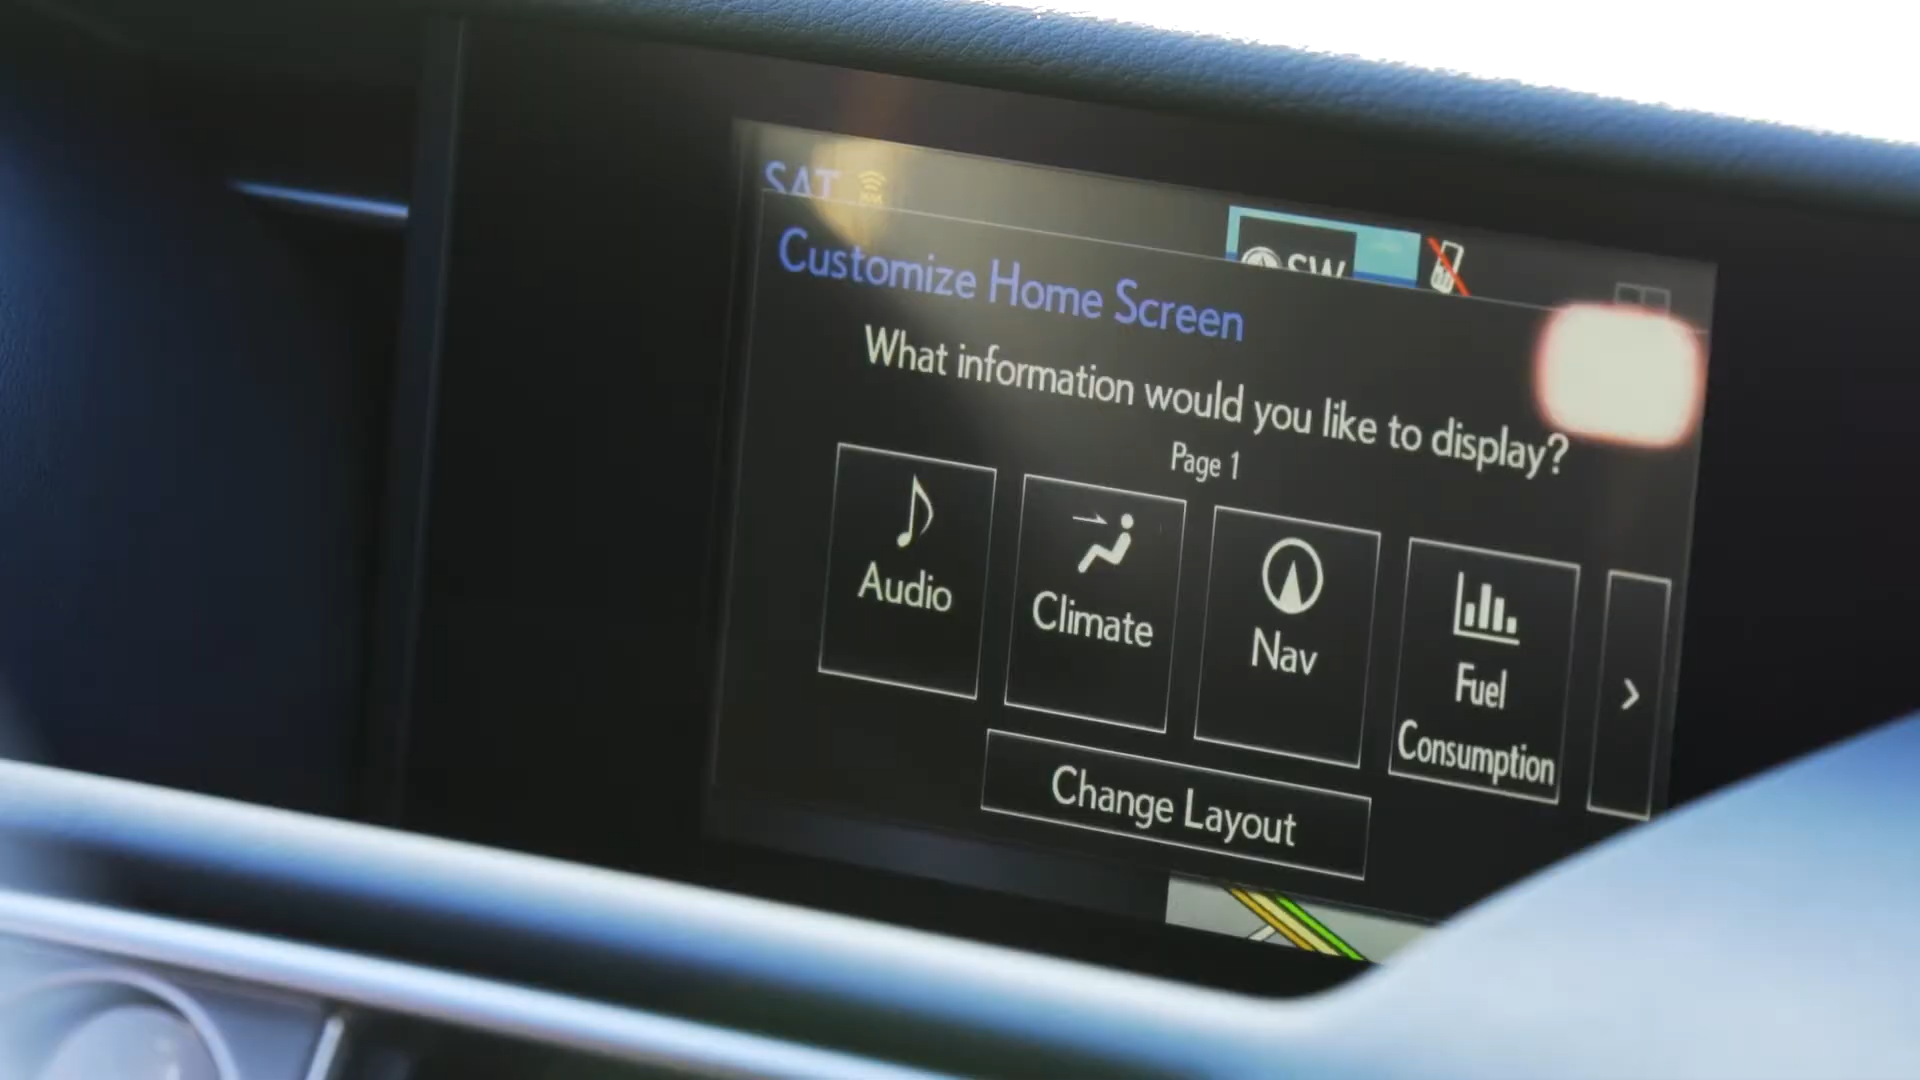 SAT
SW
Customize Home Screen
What information would you like to display?
Page 1
Audio
Climate
Nav
Fuel
Consumption
Change Layout